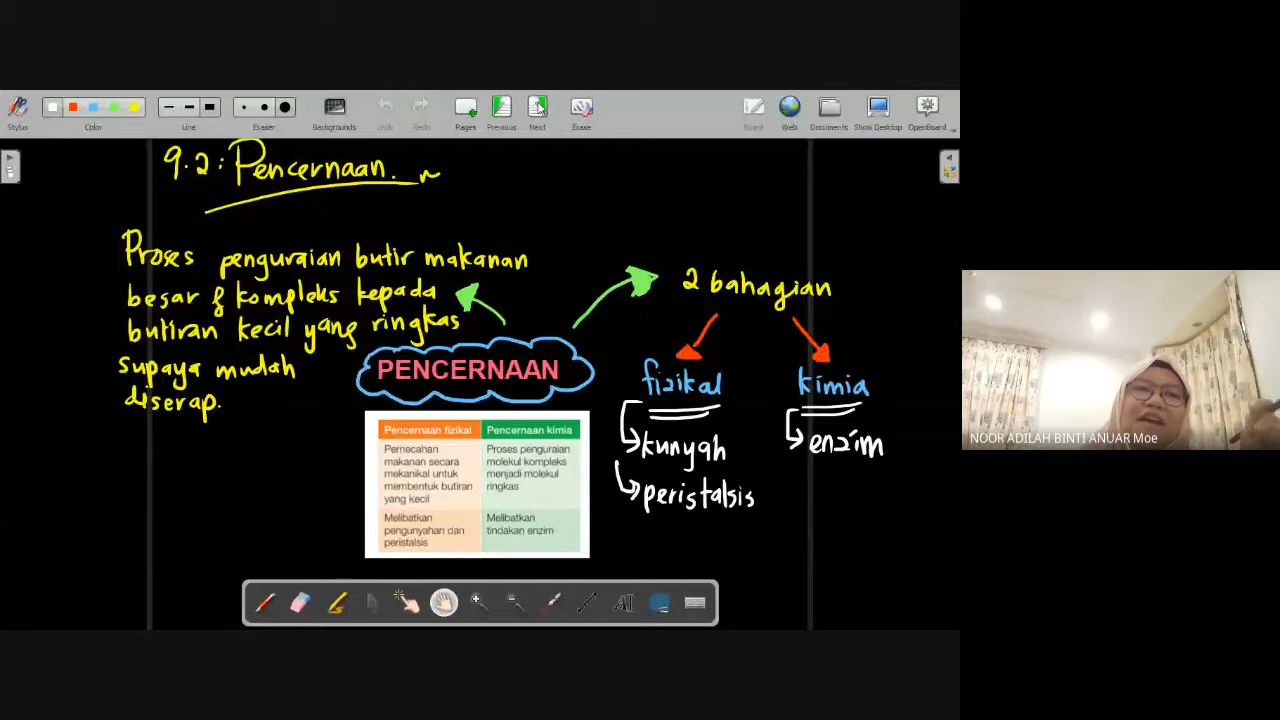 Stylus
Color
Line
Eraser
Backgrounds
Undo
Redo
Pages
Previous
Next
Erase
Board
Web
Documents
Show Desktop
OpenBoard
9.2: Pencernaan.
Proses penguraian butir makanan
besar & kompleks kepada
butiran kecil yang ringkas
supaya mudah
diserap.
2 bahagian
PENCERNAAN
fizikal
kimia
kunyah
enzim
peristalsis
Pencernaan fizikal
Pencernaan kimia
Pemecahan
makanan secara
mekanikal untuk
membentuk butiran
yang kecil
Proses penguraian
molekul kompleks
menjadi molekul
ringkas
Melibatkan
pengunyahan dan
peristalsis
Melibatkan
tindakan enzim
NOOR ADILAH BINTI ANUAR Moe
AI